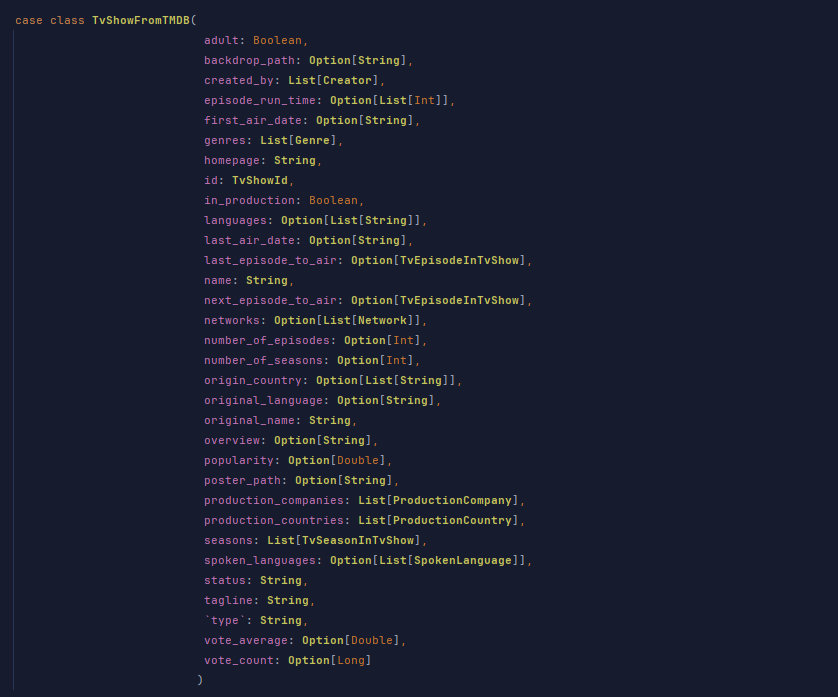 case class TvShowFromTMDB(
adult: Boolean,
backdrop_path: Option[String],
created_by: List[Creator],
episode_run_time: Option[List[Int]],
first_air_date: Option[String],
genres: List[Genre],
homepage: String,
id: TvShowId,
in_production: Boolean,
languages: Option[List[String]],
last_air_date: Option[String],
last_episode_to_air: Option[TvEpisodeInTvShow],
name: String,
next_episode_to_air: Option[TvEpisodeInTvShow],
networks: Option[List[Network]],
number_of_episodes: Option[Int],
number_of_seasons: Option[Int],
origin_country: Option[List[String]],
original_language: Option[String],
original_name: String,
overview: Option[String],
popularity: Option[Double],
poster_path: Option[String],
production_companies: List[ProductionCompany],
production_countries: List[ProductionCountry],
seasons: List[TvSeasonInTvShow],
spoken_languages: Option[List[SpokenLanguage]],
status: String,
tagline: String,
`type`: String,
vote_average: Option[Double],
vote_count: Option[Long]
)